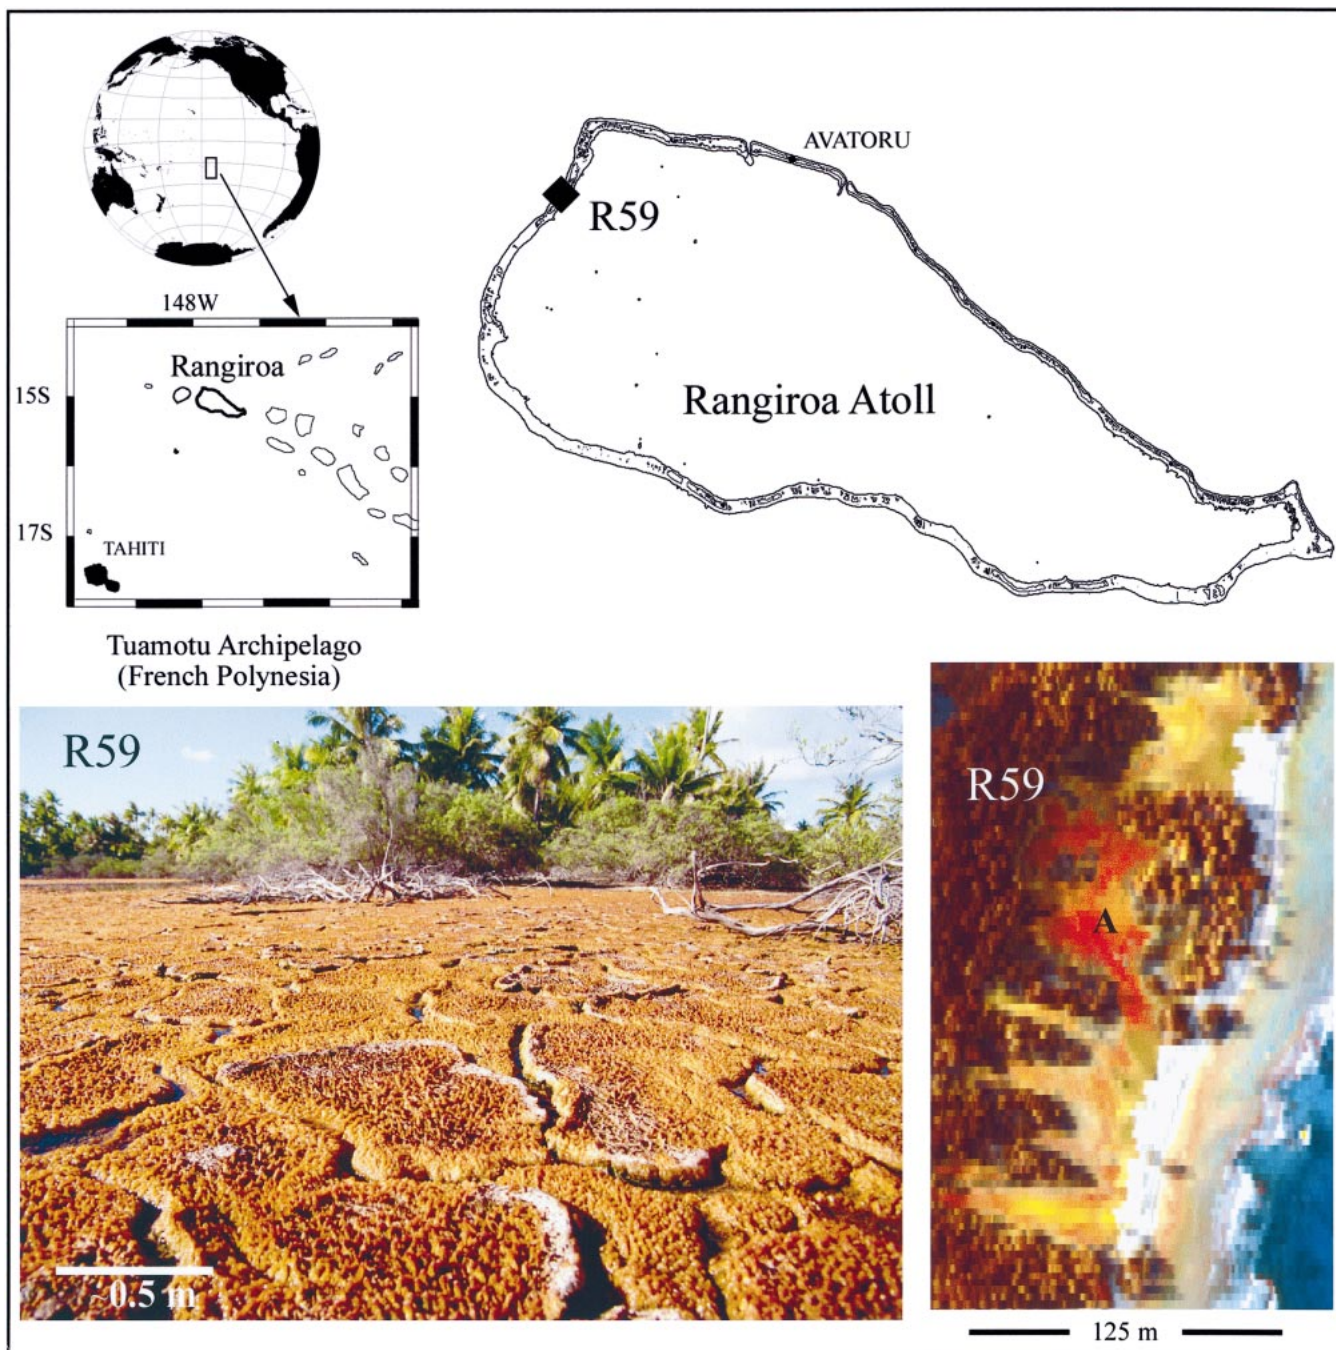 AVATORU
R59
148W
Rangiroa
15S
Rangiroa Atoll
17S
TAHITI
Tuamotu Archipelago
(French Polynesia)
R59
R59
A
0.5 m
125 m